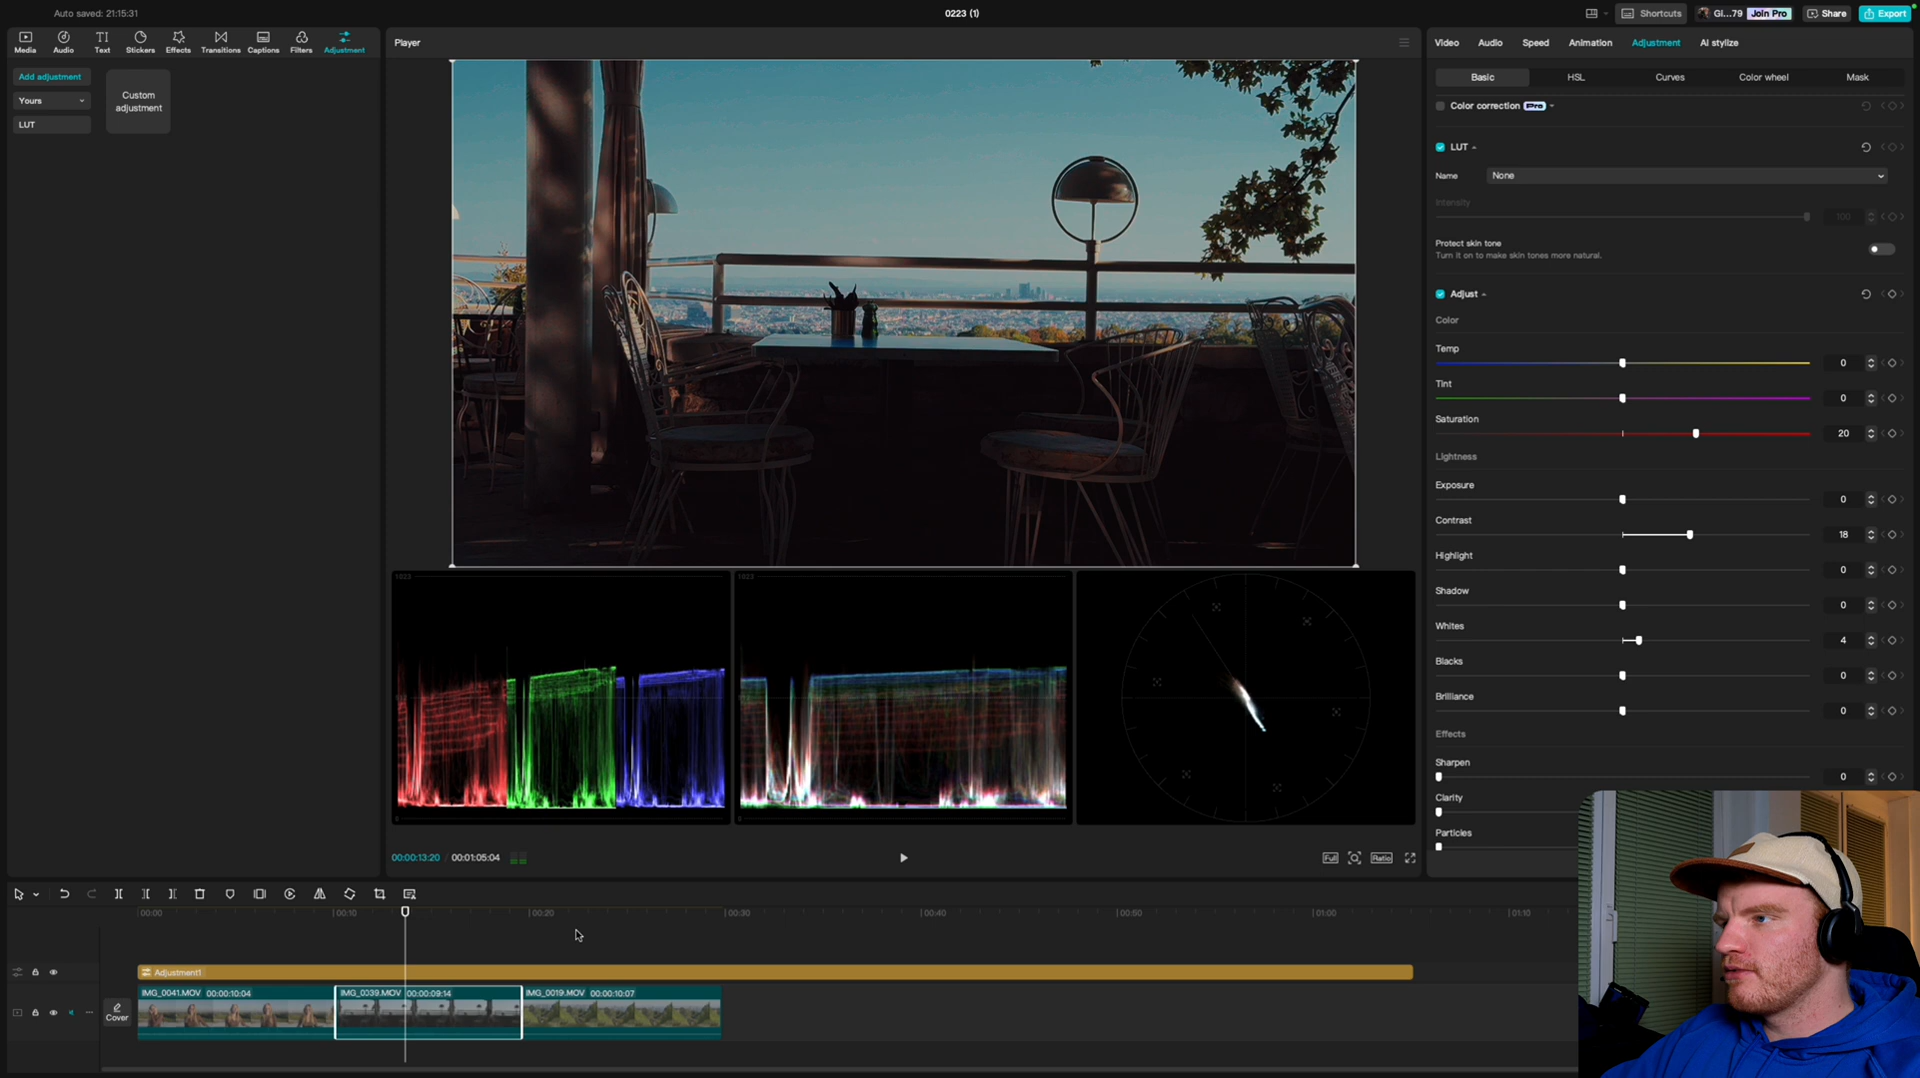 Auto saved: 21:15:31
0223 (1)
Shortcuts
Gl...79
Join Pro
Share
Export
Media
Audio
Text
Stickers
Effects
Transitions
Captions
Filters
Adjustment
Player
Video
Audio
Speed
Animation
Adjustment
AI stylize
Add adjustment
Yours
LUT
Custom
adjustment
Basic
HSL
Curves
Color wheel
Mask
Color correction
Pro
LUT
Name
None
Intensity
100
Protect skin tone
Turn it on to make skin tones more natural.
Adjust
Color
Temp
0
Tint
0
Saturation
20
Lightness
Exposure
0
Contrast
18
Highlight
0
Shadow
0
Whites
4
Blacks
0
Brilliance
0
Effects
Sharpen
0
Clarity
Particles
1023
1023
0
0
00:00:13:20 / 00:01:05:04
Full
Ratio
00:00
00:10
00:20
00:30
00:40
00:50
01:00
01:10
Adjustment1
IMG_0041.MOV 00:00:10:04
IMG_0039.MOV 00:00:09:14
IMG_0019.MOV 00:00:10:07
Cover